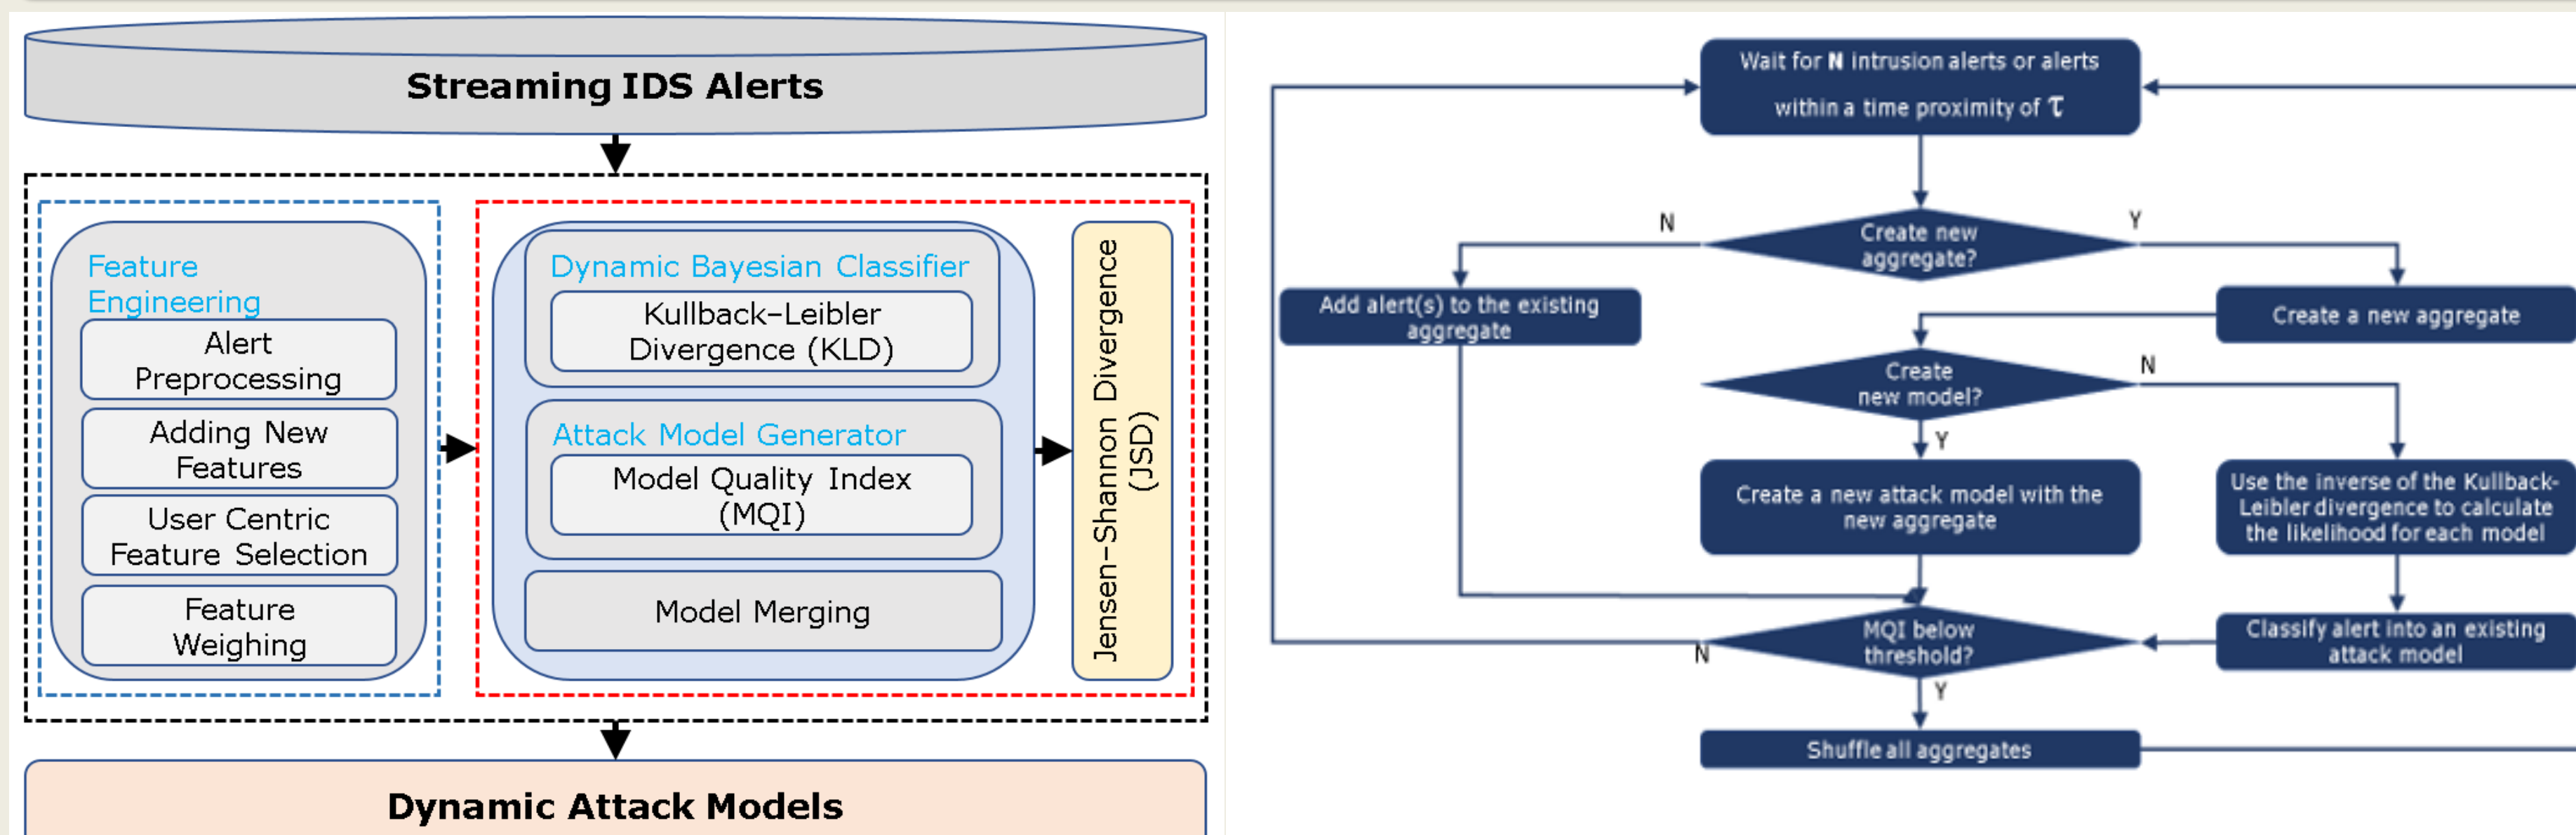 Streaming IDS Alerts
Feature
Engineering
Alert
Preprocessing
Adding New
Features
User Centric
Feature Selection
Feature
Weighing
Dynamic Bayesian Classifier
Kullback–Leibler
Divergence (KLD)
Attack Model Generator
Model Quality Index
(MQI)
Model Merging
Jensen–Shannon Divergence
(JSD)
Dynamic Attack Models
Wait for N intrusion alerts or alerts
within a time proximity of τ
Create new
aggregate?
N
Y
Add alert(s) to the existing
aggregate
Create a new aggregate
Create
new model?
N
Y
Create a new attack model with the
new aggregate
Use the inverse of the Kullback-
Leibler divergence to calculate
the likelihood for each model
MQI below
threshold?
N
Y
Classify alert into an existing
attack model
Shuffle all aggregates